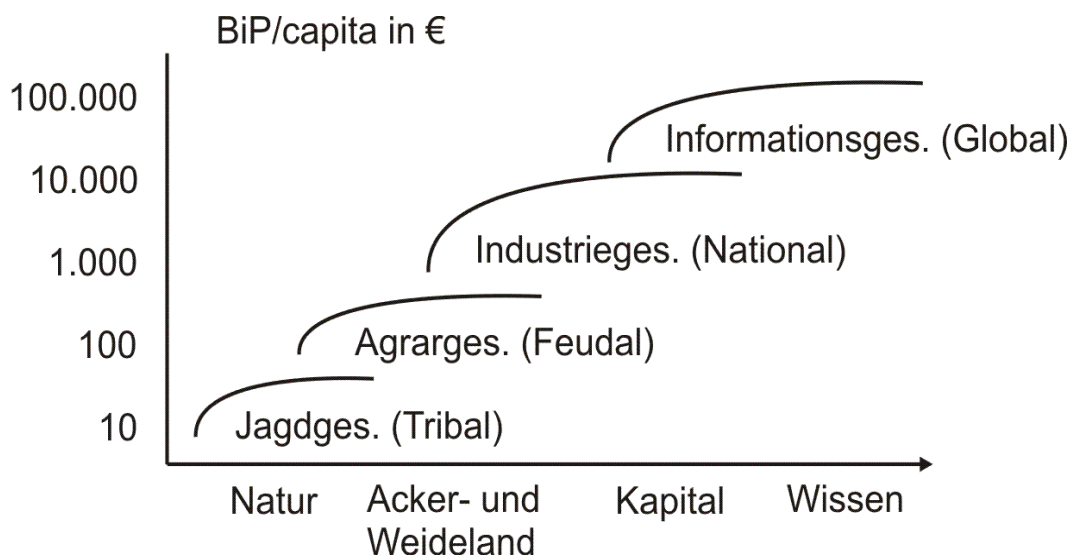 BiP/capita in €
100.000
Informationsges. (Global)
10.000
Industrieges. (National)
1.000
100
Agrarges. (Feudal)
10
Jagdges. (Tribal)
Natur
Acker- und
Weideland
Kapital
Wissen